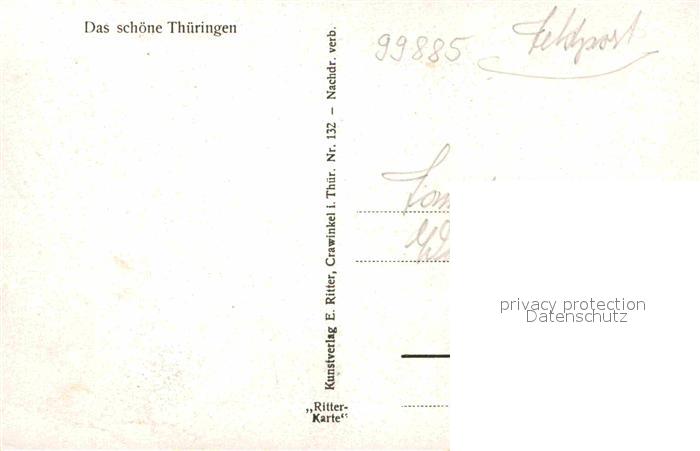 Das schöne Thüringen
Kunstverlag E. Ritter, Crawinkel i. Thür. Nr. 132 – Nachdr. verb.
„Ritter-
Karte“
99885
Feldpost
privacy protection
Datenschutz